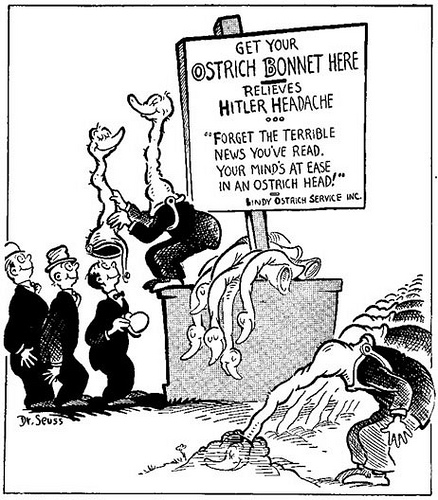 GET YOUR
OSTRICH BONNET HERE
RELIEVES
HITLER HEADACHE
"FORGET THE TERRIBLE
NEWS YOU'VE READ.
YOUR MIND'S AT EASE
IN AN OSTRICH HEAD!"
LINDY OSTRICH SERVICE INC.
Dr. Seuss